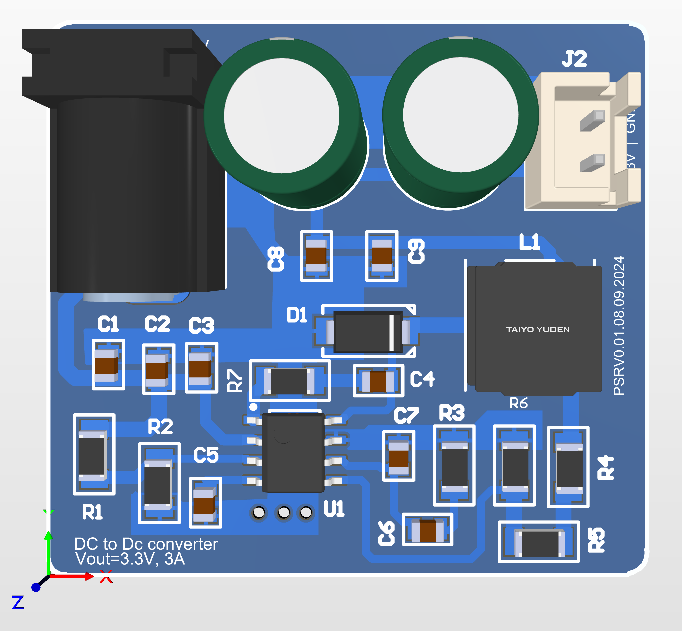 J2
3V | GN
C8
C9
L1
D1
TAIYO YUDEN
PSRV0.01.08.09.2024
C1
C2
C3
R7
C4
R6
C7
R3
R2
C5
R4
R1
U1
C6
R5
DC to Dc converter
Vout=3.3V, 3A
X
Y
Z